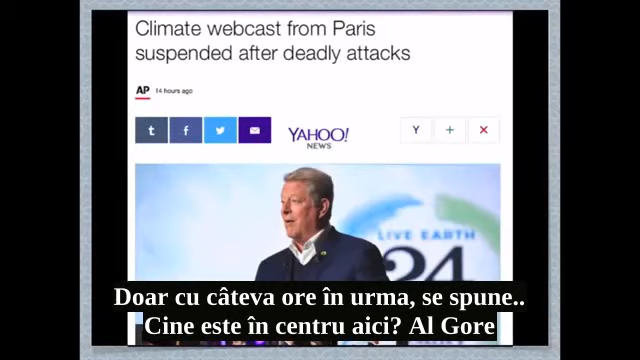 Climate webcast from Paris
suspended after deadly attacks
AP 14 hours ago
t f
YAHOO!
NEWS
Y + ×
LIVE EARTH
24
Doar cu câteva ore în urma, se spune..
Cine este în centru aici? Al Gore